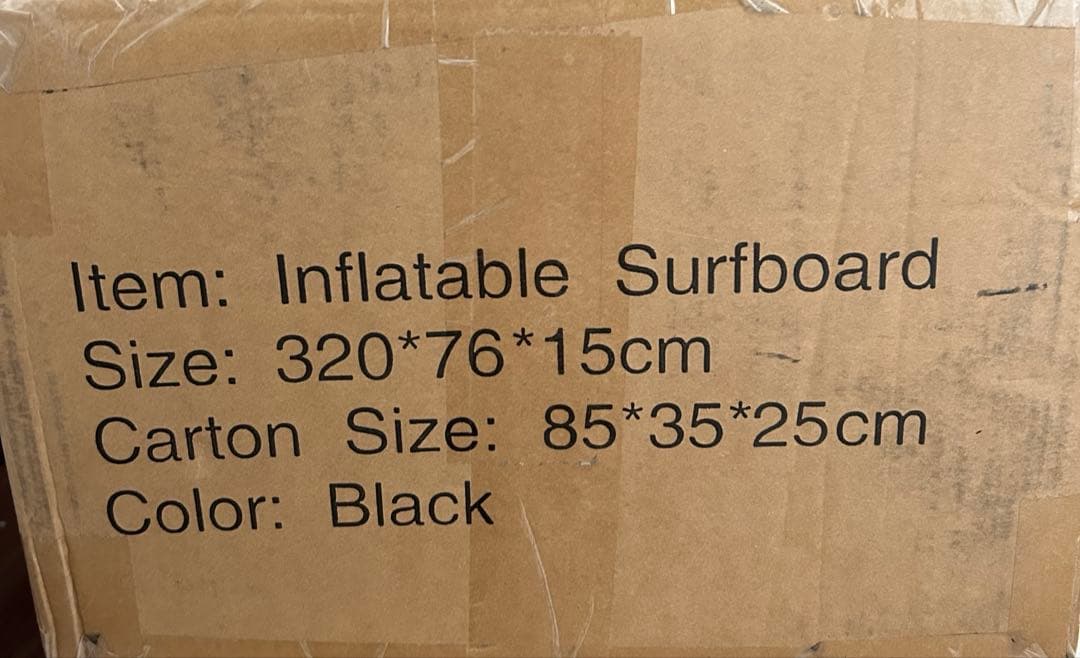 Item: Inflatable Surfboard
Size: 320*76*15cm
Carton Size: 85*35*25cm
Color: Black